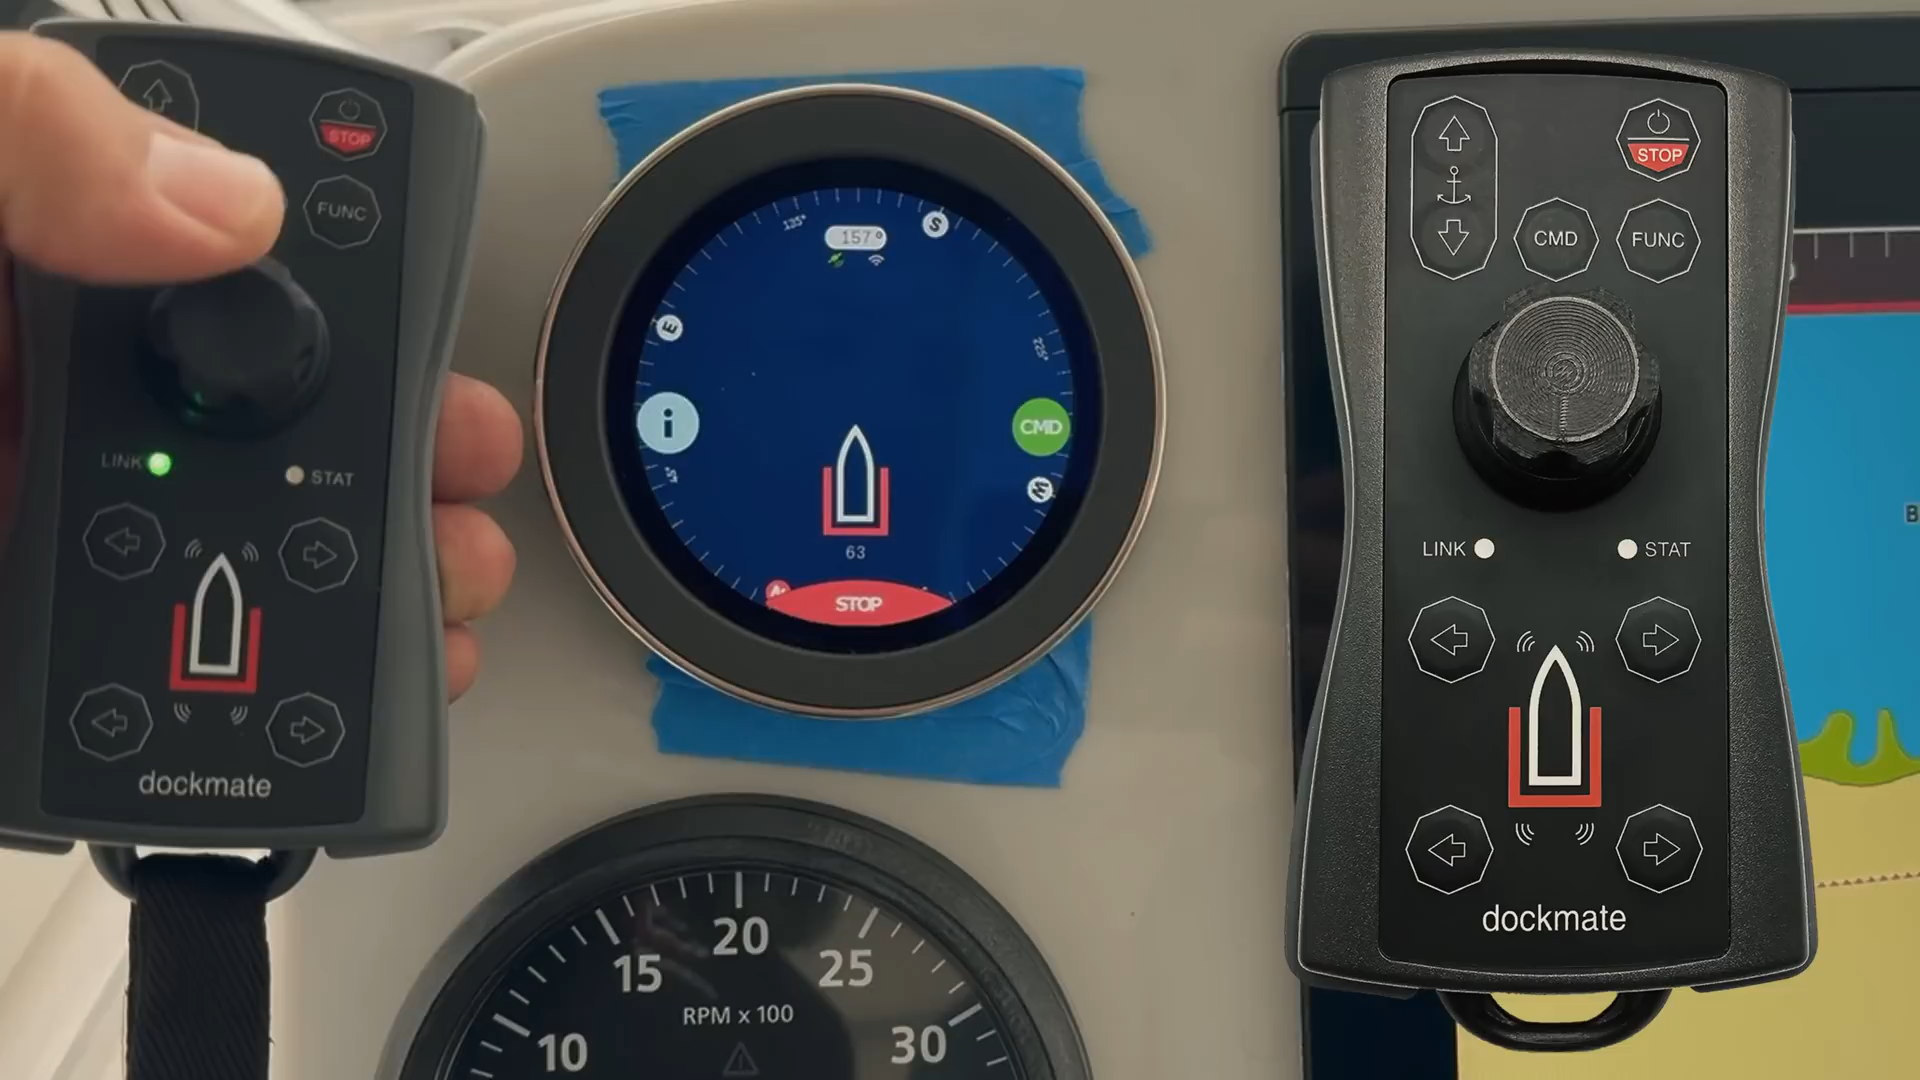 STOP
FUNC
LINK
STAT
dockmate
135°
157°
S
E
225°
i
CMD
W
63
STOP
10
15
20
25
30
RPM x 100
STOP
CMD
FUNC
LINK
STAT
dockmate
B